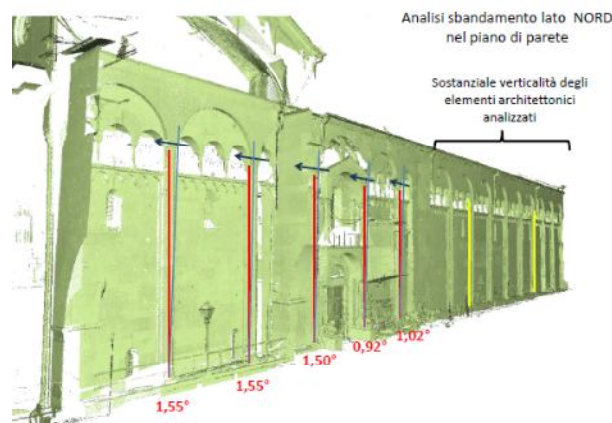 Analisi sbandamento lato NORD
nel piano di parete
Sostanziale verticalità degli
elementi architettonici
analizzati
1,55°
1,55°
1,50°
0,92°
1,02°